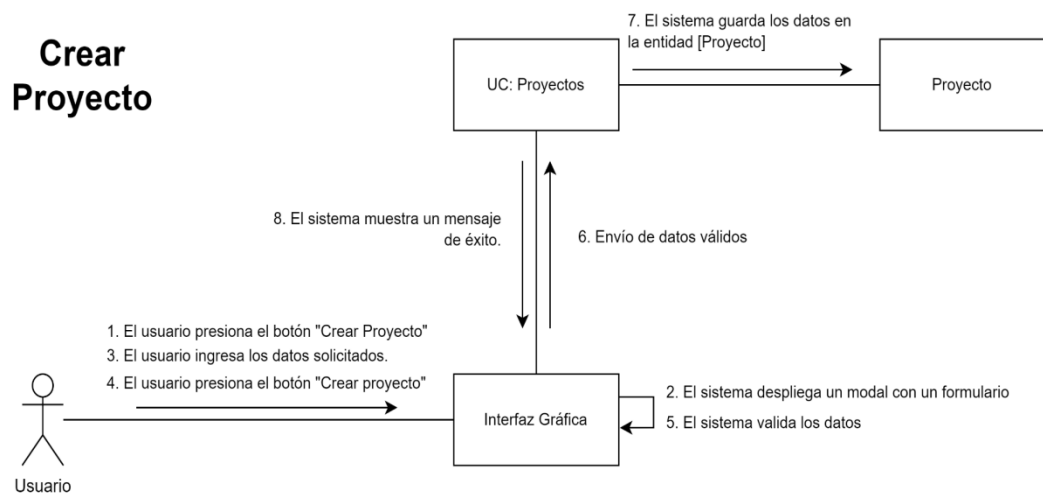 Crear
Proyecto
7. El sistema guarda los datos en
la entidad [Proyecto]
UC: Proyectos
Proyecto
8. El sistema muestra un mensaje
de éxito.
6. Envío de datos válidos
1. El usuario presiona el botón "Crear Proyecto"
3. El usuario ingresa los datos solicitados.
4. El usuario presiona el botón "Crear proyecto"
Interfaz Gráfica
2. El sistema despliega un modal con un formulario
5. El sistema valida los datos
Usuario